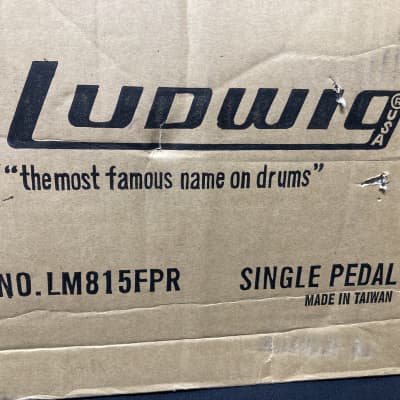 LUDWIG ® USA
"the most famous name on drums"
NO. LM815FPR SINGLE PEDAL
MADE IN TAIWAN